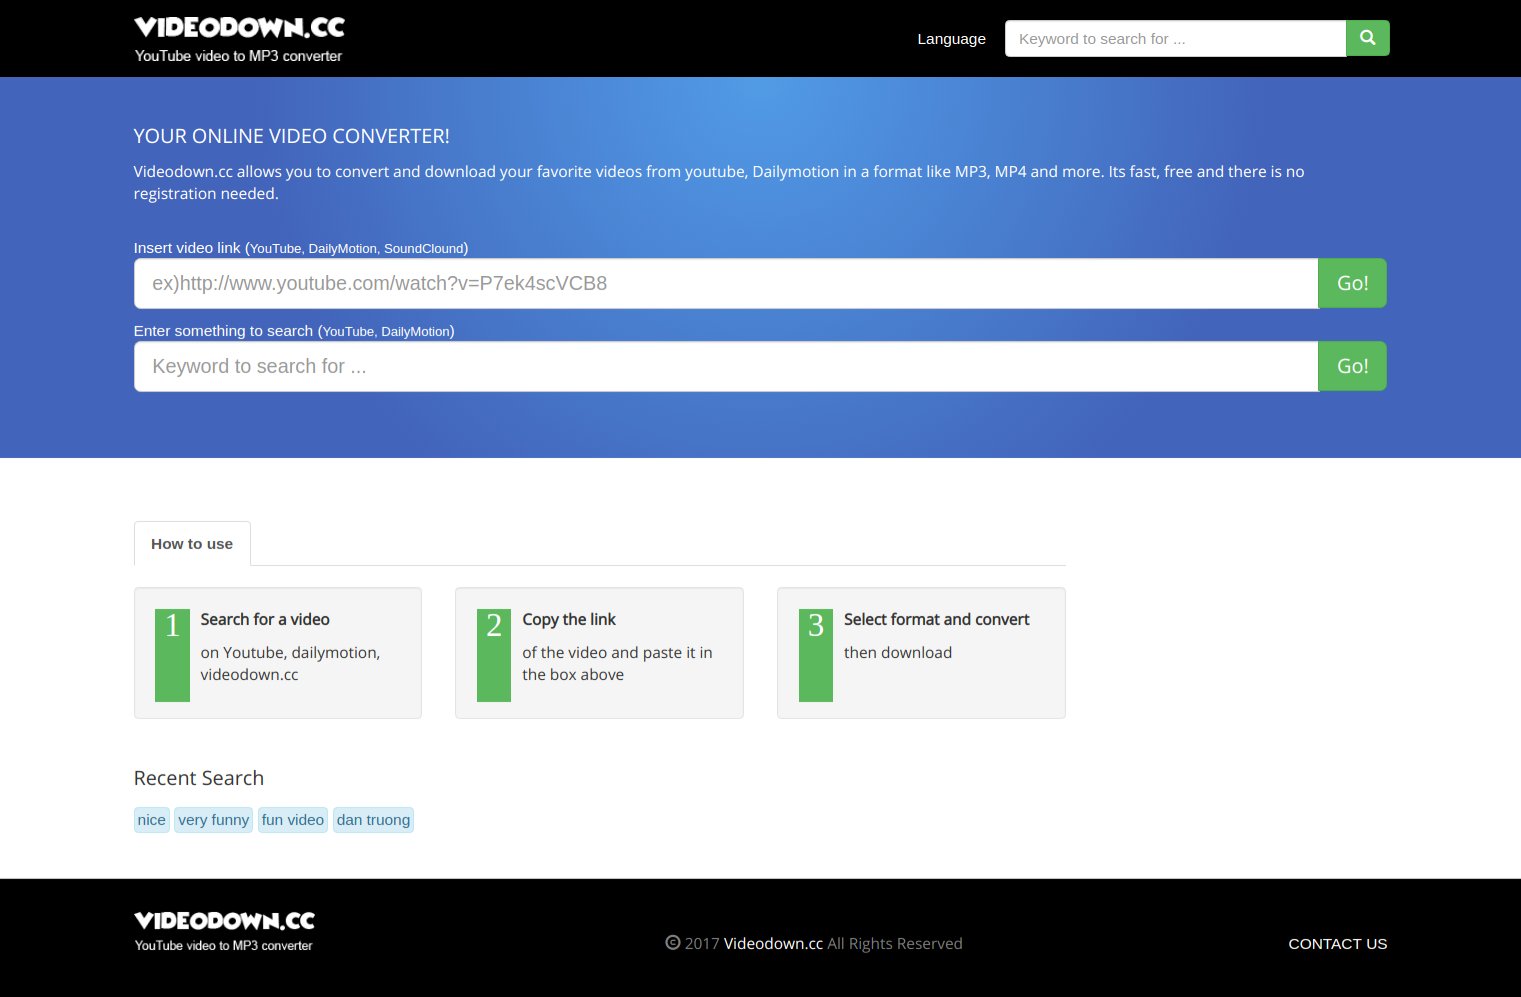 VIDEODOWN.CC
YouTube video to MP3 converter
Language
Keyword to search for ...
YOUR ONLINE VIDEO CONVERTER!
Videodown.cc allows you to convert and download your favorite videos from youtube, Dailymotion in a format like MP3, MP4 and more. Its fast, free and there is no
registration needed.
Insert video link (YouTube, DailyMotion, SoundClound)
ex)http://www.youtube.com/watch?v=P7ek4scVCB8
Go!
Enter something to search (YouTube, DailyMotion)
Keyword to search for ...
Go!
How to use
1
Search for a video
on Youtube, dailymotion,
videodown.cc
2
Copy the link
of the video and paste it in
the box above
3
Select format and convert
then download
Recent Search
nice very funny fun video dan truong
VIDEODOWN.CC
YouTube video to MP3 converter
© 2017 Videodown.cc All Rights Reserved
CONTACT US